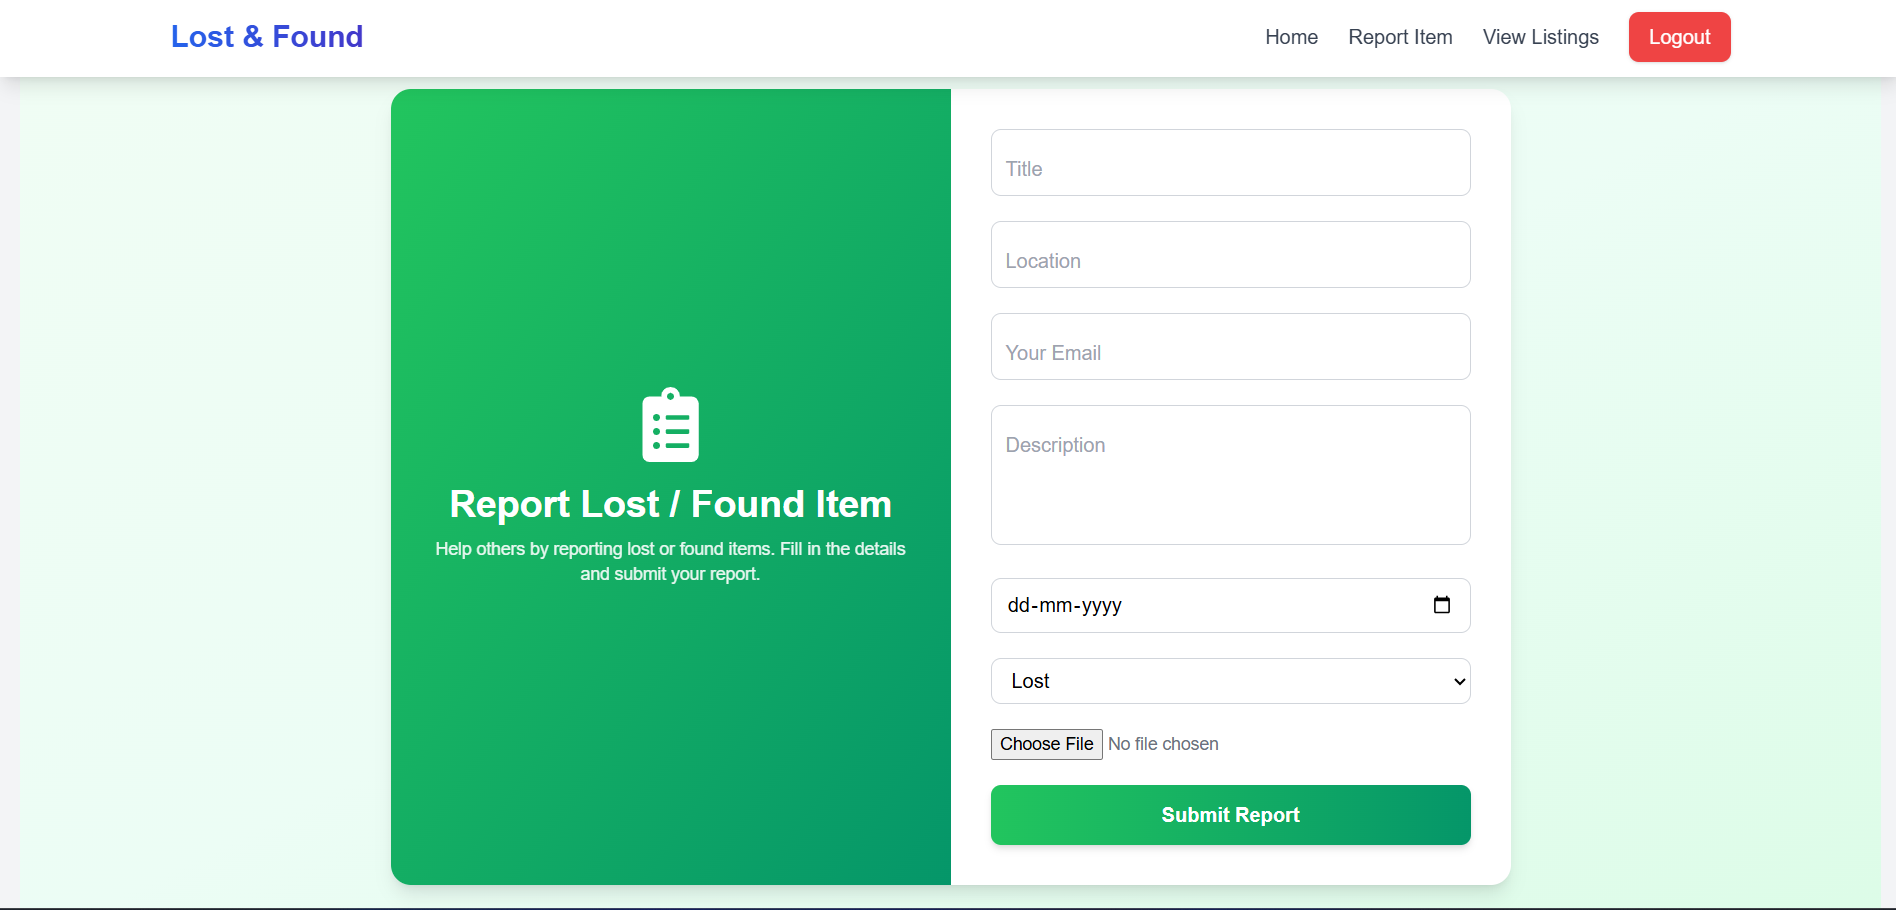 Lost & Found
Home
Report Item
View Listings
Logout
Report Lost / Found Item
Help others by reporting lost or found items. Fill in the details
and submit your report.
Title
Location
Your Email
Description
dd-mm-yyyy
Lost
Choose File No file chosen
Submit Report